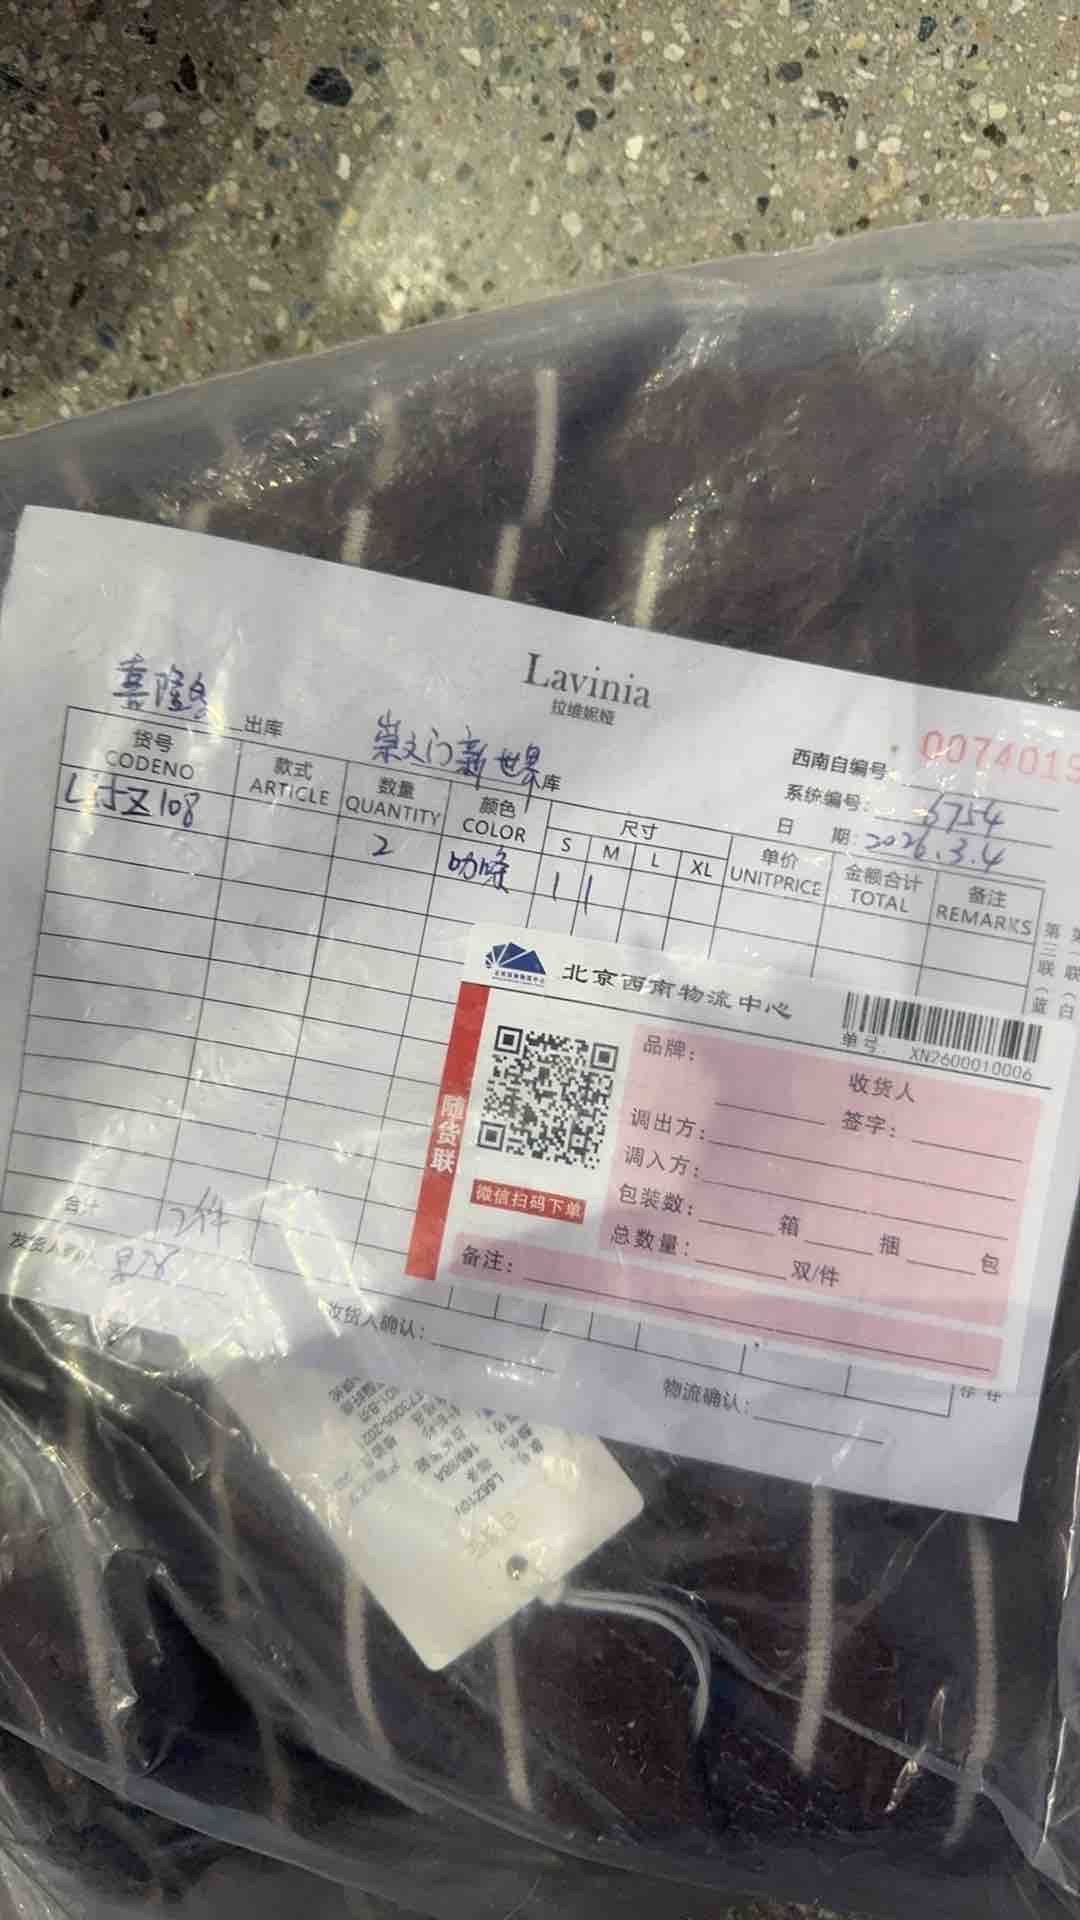 Lavinia
拉维妮娅
喜隆多 出库
崇文门新世界 库
西南自编号 0074019
系统编号: 6754
日 期: 2026.3.4
货号 款式 数量 颜色 尺寸 单价 金额合计 备注
CODENO ARTICLE QUANTITY COLOR S M L XL UNITPRICE TOTAL REMARKS
2 咖啡 1 1
第三联(蓝
北京西南物流中心
单号: XN2600010006
随货联
微信扫码下单
品牌:
收货人
签字:
调出方:
调入方:
包装数: 箱 捆 包
总数量: 双/件
备注:
合计 2件
收货人确认:
物流确认: